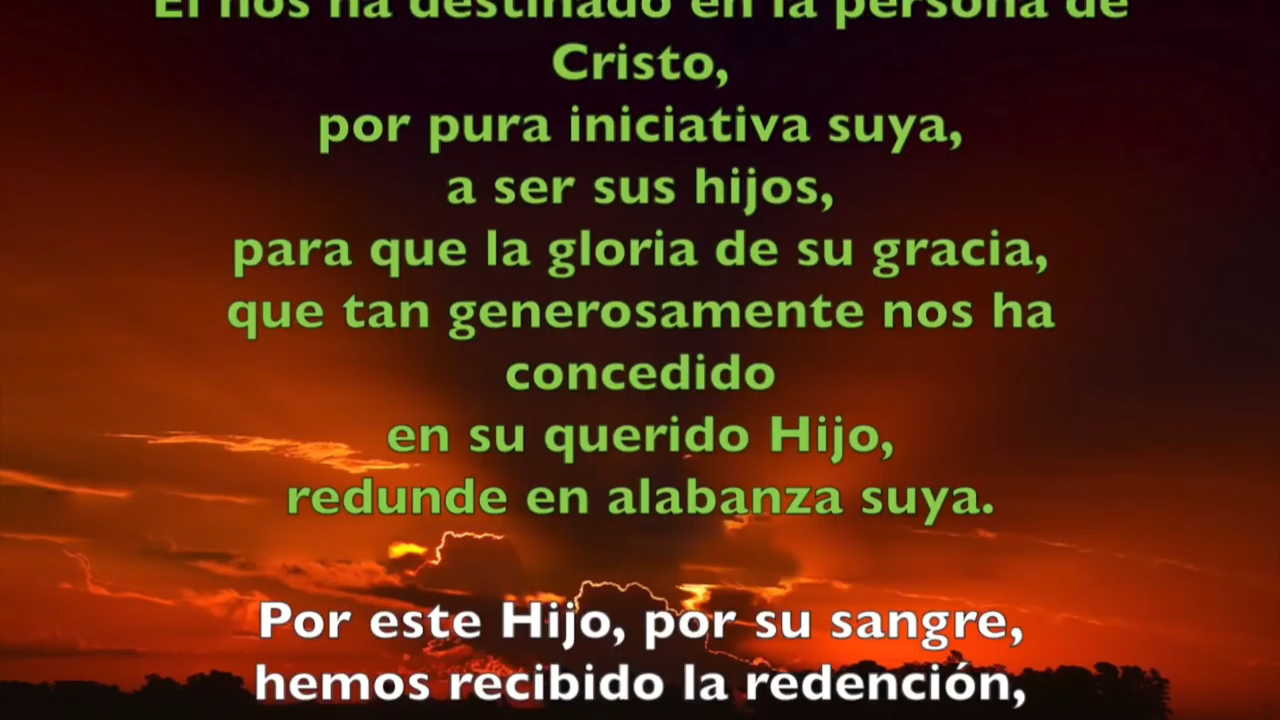 El nos ha destinado en la persona de
Cristo,
por pura iniciativa suya,
a ser sus hijos,
para que la gloria de su gracia,
que tan generosamente nos ha
concedido
en su querido Hijo,
redunde en alabanza suya.
Por este Hijo, por su sangre,
hemos recibido la redención,